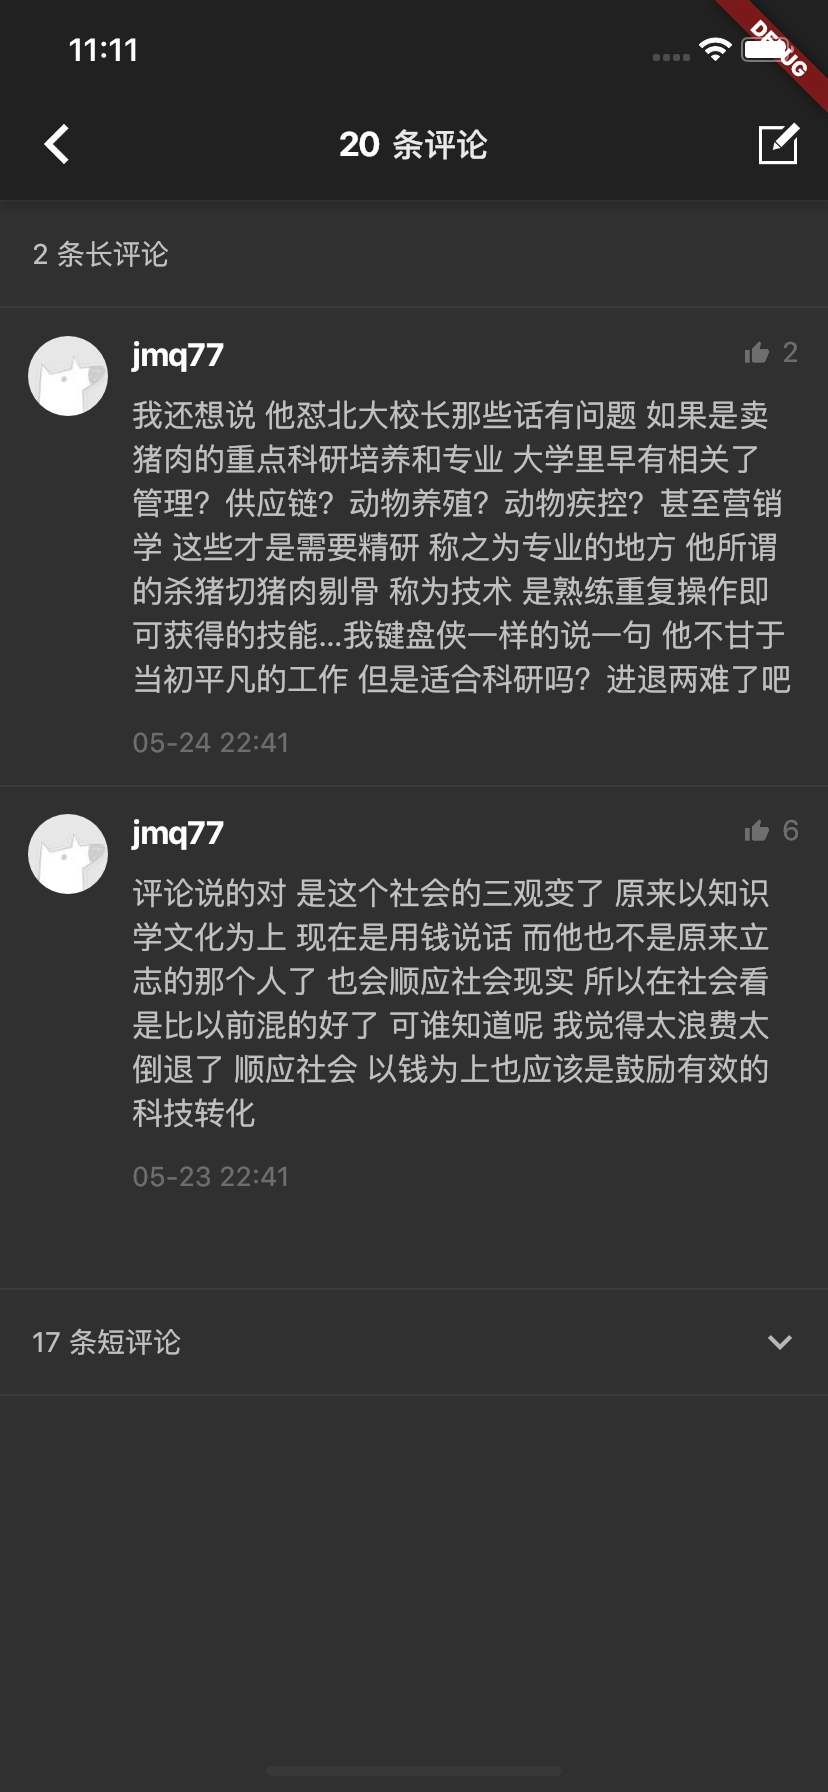 11:11
DEBUG
20 条评论
2 条长评论
jmq77
2
我还想说 他怼北大校长那些话有问题 如果是卖
猪肉的重点科研培养和专业 大学里早有相关了
管理？供应链？动物养殖？动物疾控？甚至营销
学 这些才是需要精研 称之为专业的地方 他所谓
的杀猪切猪肉剔骨 称为技术 是熟练重复操作即
可获得的技能...我键盘侠一样的说一句 他不甘于
当初平凡的工作 但是适合科研吗？进退两难了吧
05-24 22:41
jmq77
6
评论说的对 是这个社会的三观变了 原来以知识
学文化为上 现在是用钱说话 而他也不是原来立
志的那个人了 也会顺应社会现实 所以在社会看
是比以前混的好了 可谁知道呢 我觉得太浪费太
倒退了 顺应社会 以钱为上也应该是鼓励有效的
科技转化
05-23 22:41
17 条短评论